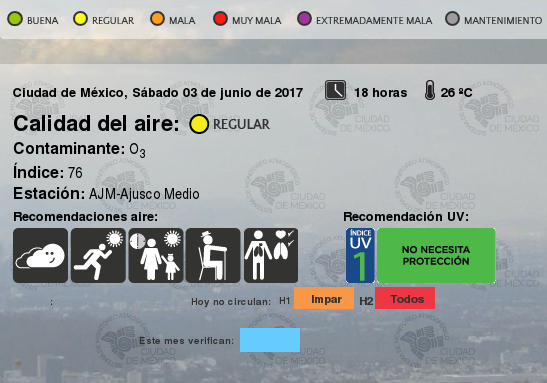 BUENA REGULAR MALA MUY MALA EXTREMADAMENTE MALA MANTENIMIENTO
Ciudad de México, Sábado 03 de junio de 2017 18 horas 26 ºC
Calidad del aire: REGULAR
Contaminante: O3
Índice: 76
Estación: AJM-Ajusco Medio
Recomendaciones aire: Recomendación UV:
ÍNDICE
UV
1
NO NECESITA
PROTECCIÓN
: Hoy no circulan: H1 Impar H2 Todos
Este mes verifican:
CIUDAD
DE MÉXICO